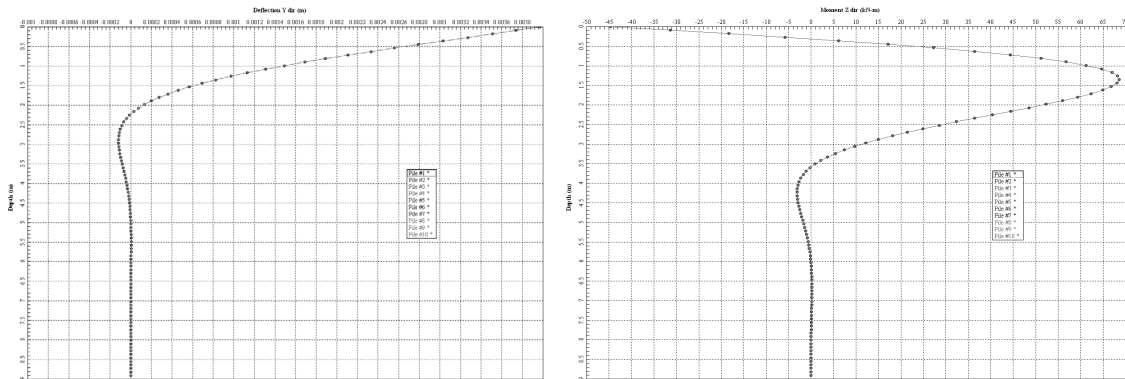 Deflection Y dir (m)
-0.001 -0.0008 -0.0006 -0.0004 -0.0002 0 0.0002 0.0004 0.0006 0.0008 0.001 0.0012 0.0014 0.0016 0.0018 0.002 0.0022 0.0024 0.0026 0.0028 0.003 0.0032 0.0034 0.0036 0.0038
0
0.5
1
1.5
2
2.5
3
3.5
4
4.5
5
5.5
6
6.5
7
7.5
8
8.5
9
Depth (m)
Pile #1 *
Pile #2 *
Pile #3 *
Pile #4 *
Pile #5 *
Pile #6 *
Pile #7 *
Pile #8 *
Pile #9 *
Pile #10 *
Moment Z dir (kN-m)
-50 -45 -40 -35 -30 -25 -20 -15 -10 -5 0 5 10 15 20 25 30 35 40 45 50 55 60 65
0
0.5
1
1.5
2
2.5
3
3.5
4
4.5
5
5.5
6
6.5
7
7.5
8
8.5
Depth (m)
Pile #1 *
Pile #2 *
Pile #3 *
Pile #4 *
Pile #5 *
Pile #6 *
Pile #7 *
Pile #8 *
Pile #9 *
Pile #10 *